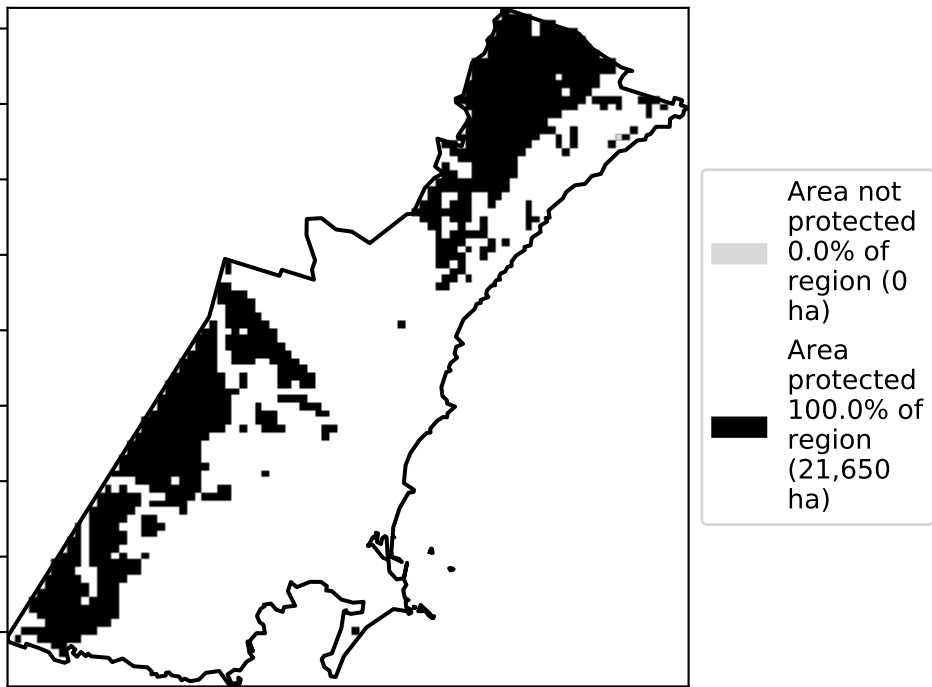 Area not
protected
0.0% of
region (0
ha)
Area
protected
100.0% of
region
(21,650
ha)